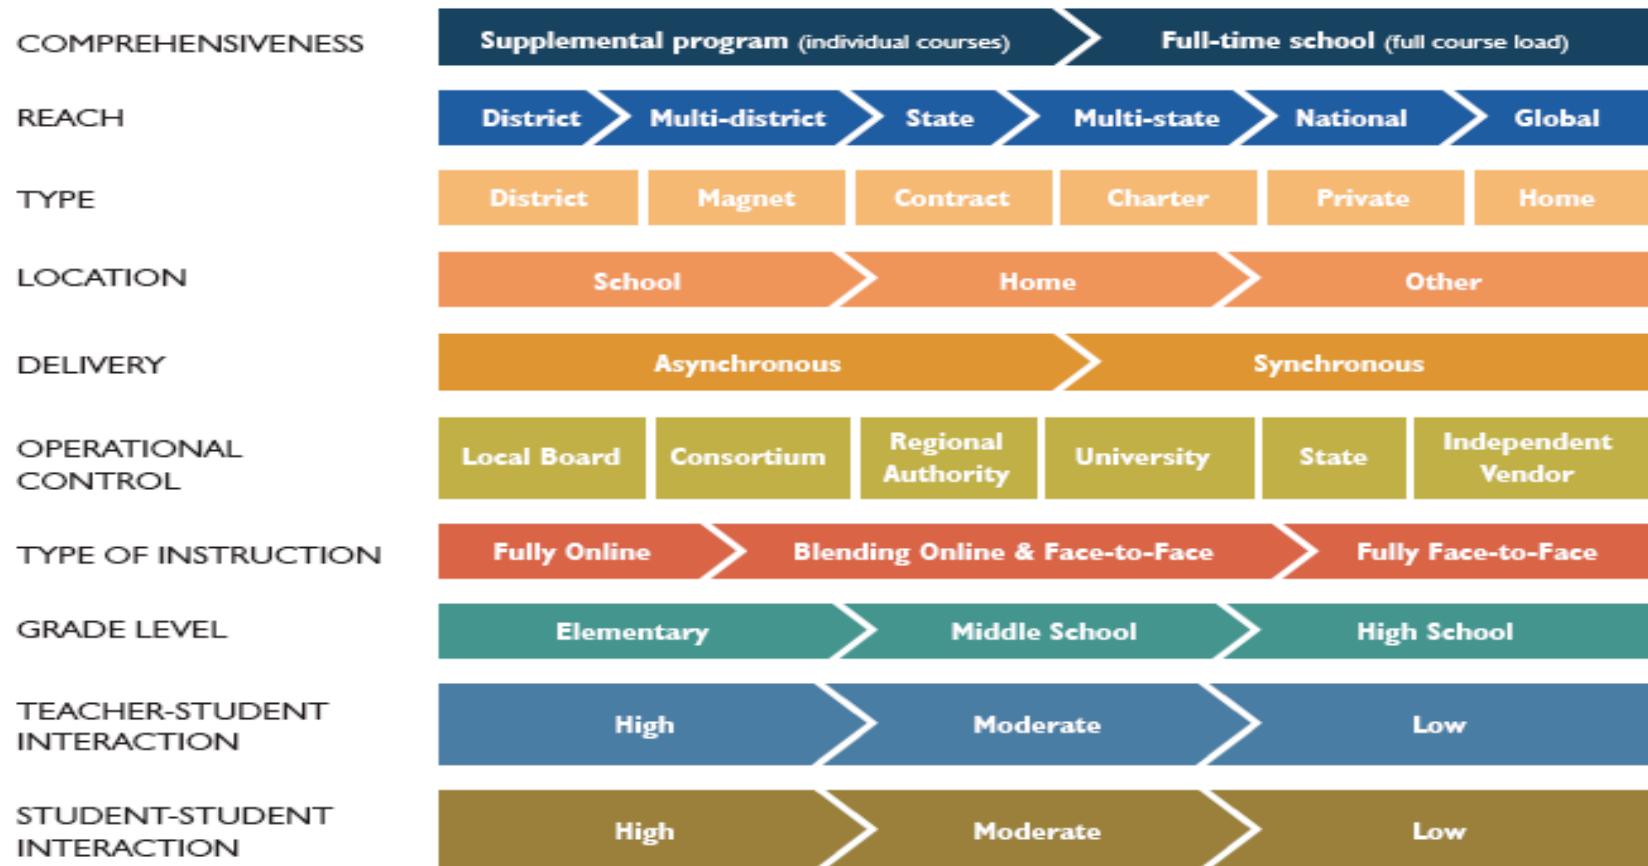 COMPREHENSIVENESS Supplemental program (individual courses) Full-time school (full course load)
REACH District Multi-district State Multi-state National Global
TYPE District Magnet Contract Charter Private Home
LOCATION School Home Other
DELIVERY Asynchronous Synchronous
OPERATIONAL
CONTROL
Local Board Consortium Regional
Authority University State Independent
Vendor
TYPE OF INSTRUCTION Fully Online Blending Online & Face-to-Face Fully Face-to-Face
GRADE LEVEL Elementary Middle School High School
TEACHER-STUDENT
INTERACTION
High Moderate Low
STUDENT-STUDENT
INTERACTION
High Moderate Low